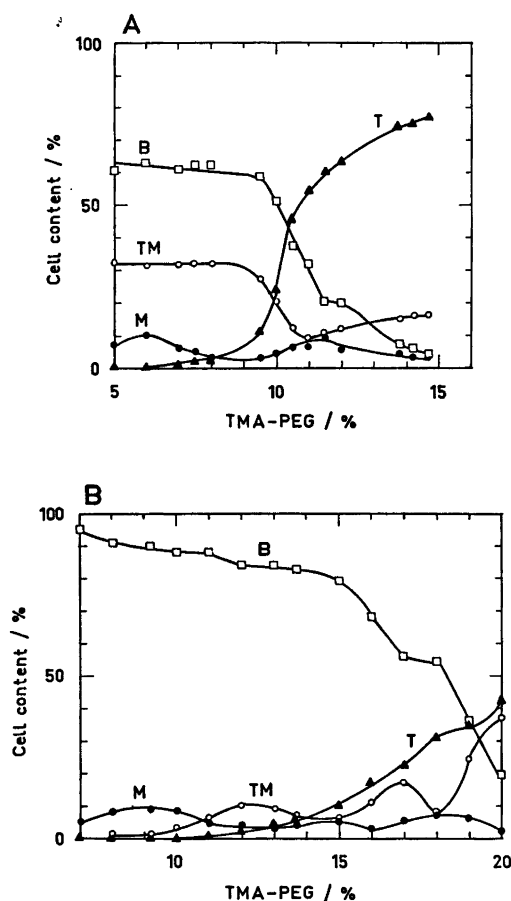 A
100
T
B
Cell content / %
50
TM
M
0
5
10
15
TMA-PEG / %
B
100
B
Cell content / %
50
T
M
TM
0
10
15
20
TMA-PEG / %